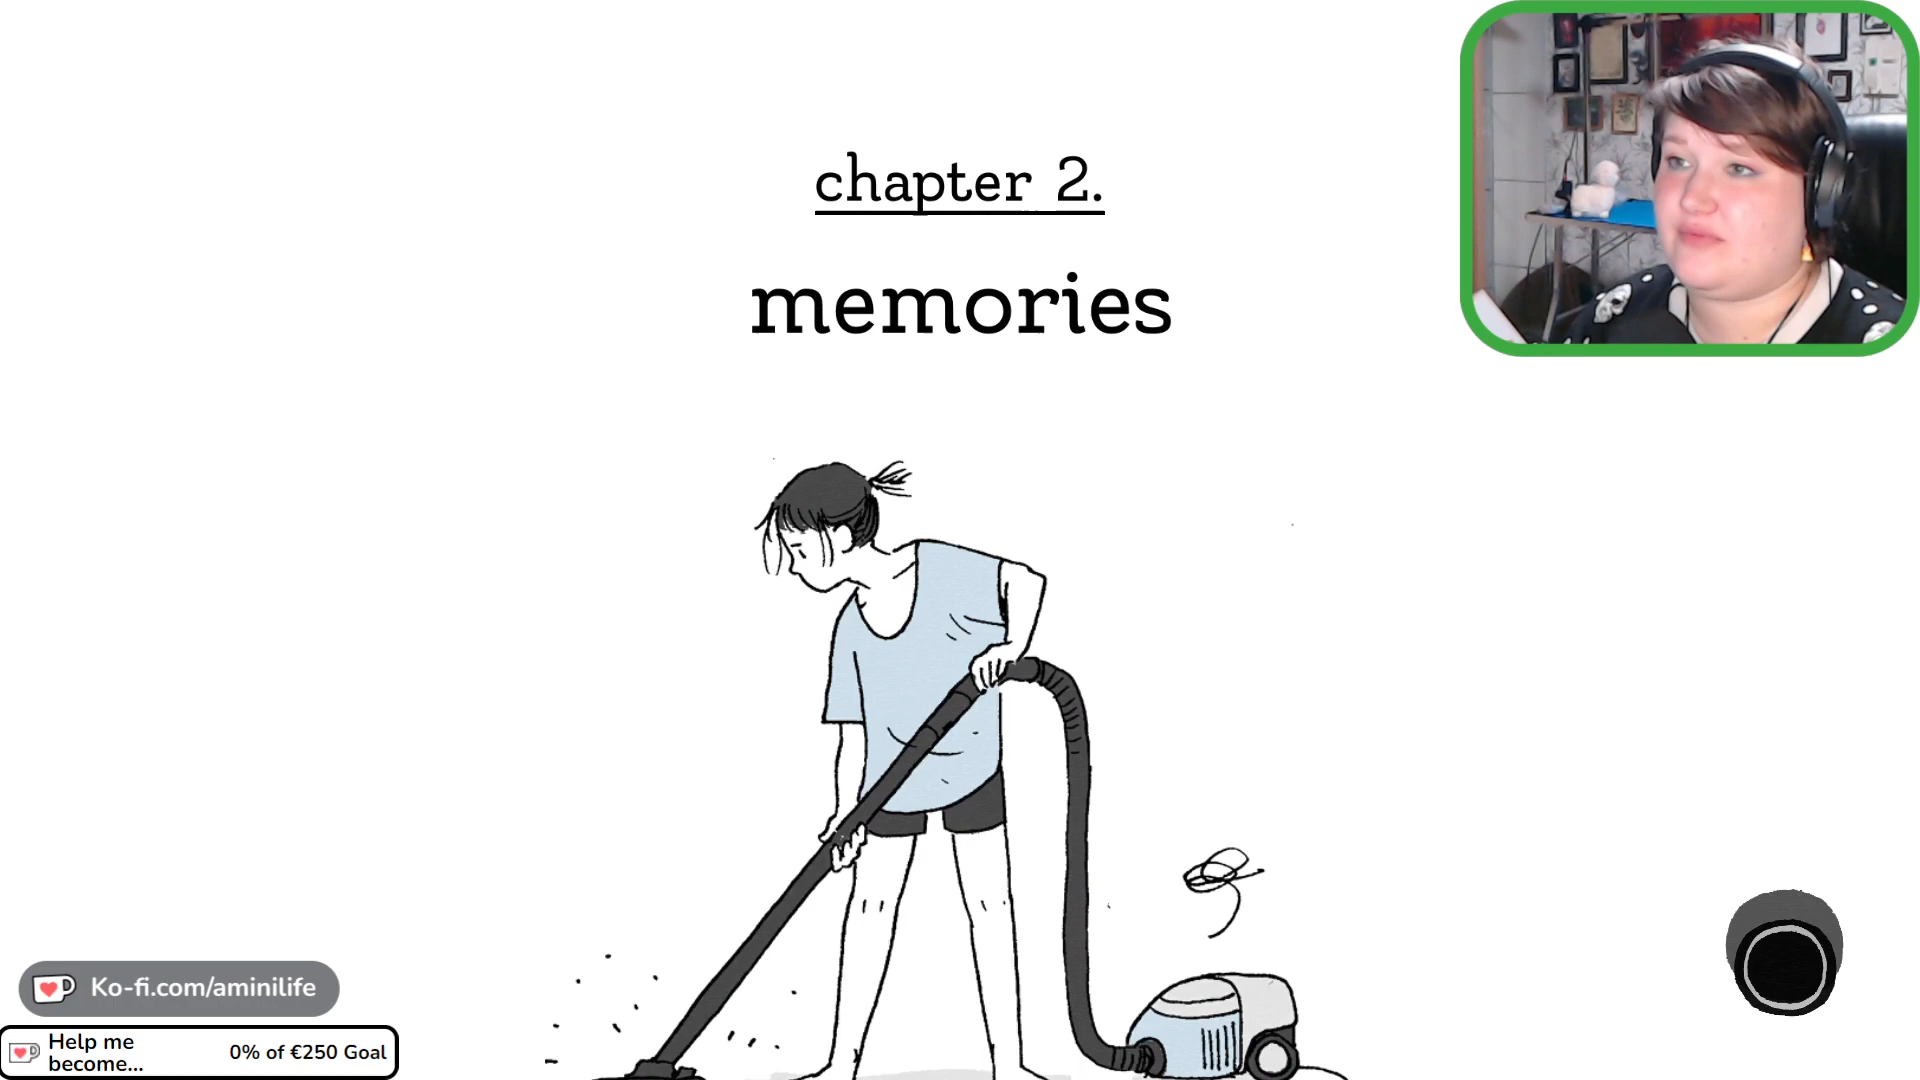 chapter 2.
memories
Ko-fi.com/aminilife
Help me
become...
0% of €250 Goal